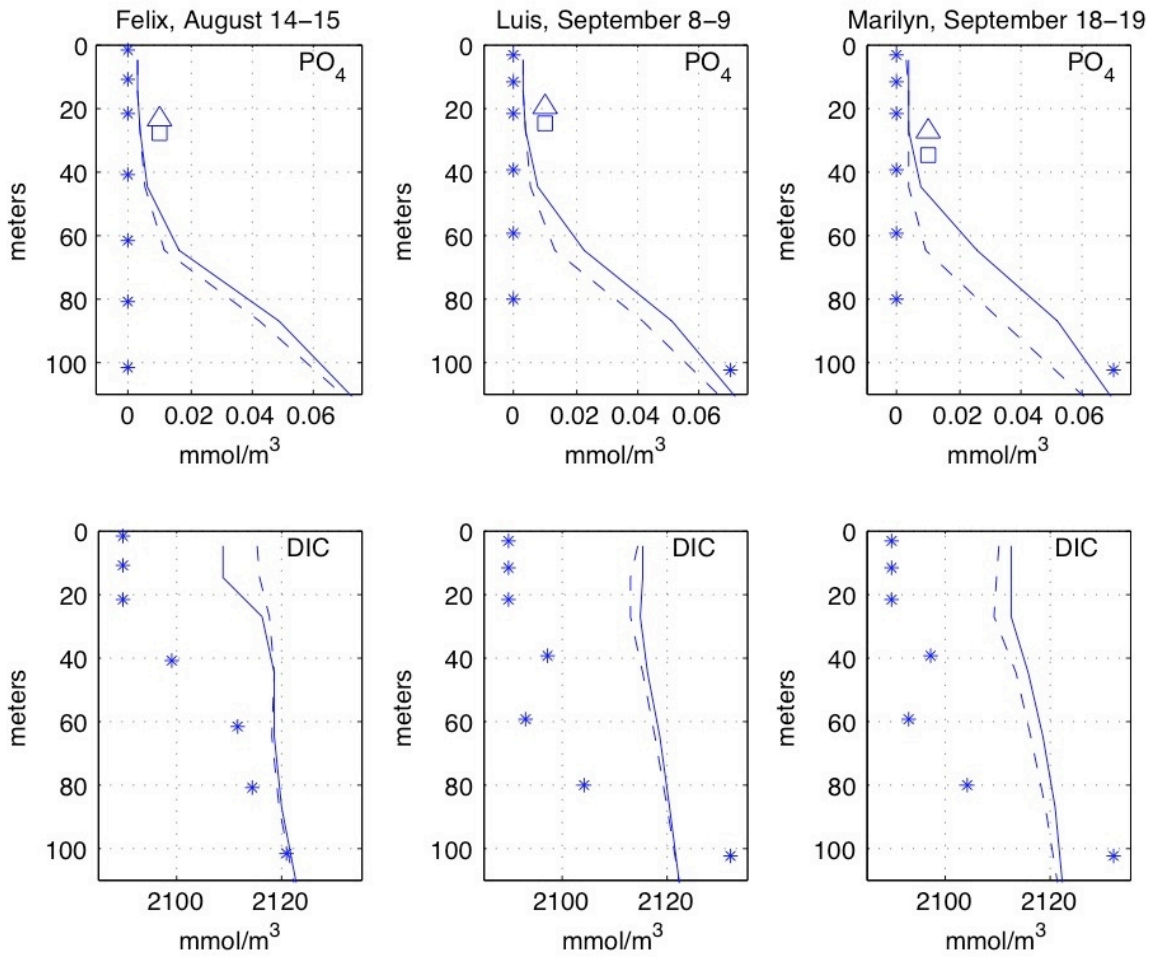 Felix, August 14–15
Luis, September 8–9
Marilyn, September 18–19
0
20
40
60
80
100
meters
PO4
0 0.02 0.04 0.06
mmol/m3
0
20
40
60
80
100
meters
PO4
0 0.02 0.04 0.06
mmol/m3
0
20
40
60
80
100
meters
PO4
0 0.02 0.04 0.06
mmol/m3
0
20
40
60
80
100
meters
DIC
2100 2120
mmol/m3
0
20
40
60
80
100
meters
DIC
2100 2120
mmol/m3
0
20
40
60
80
100
meters
DIC
2100 2120
mmol/m3